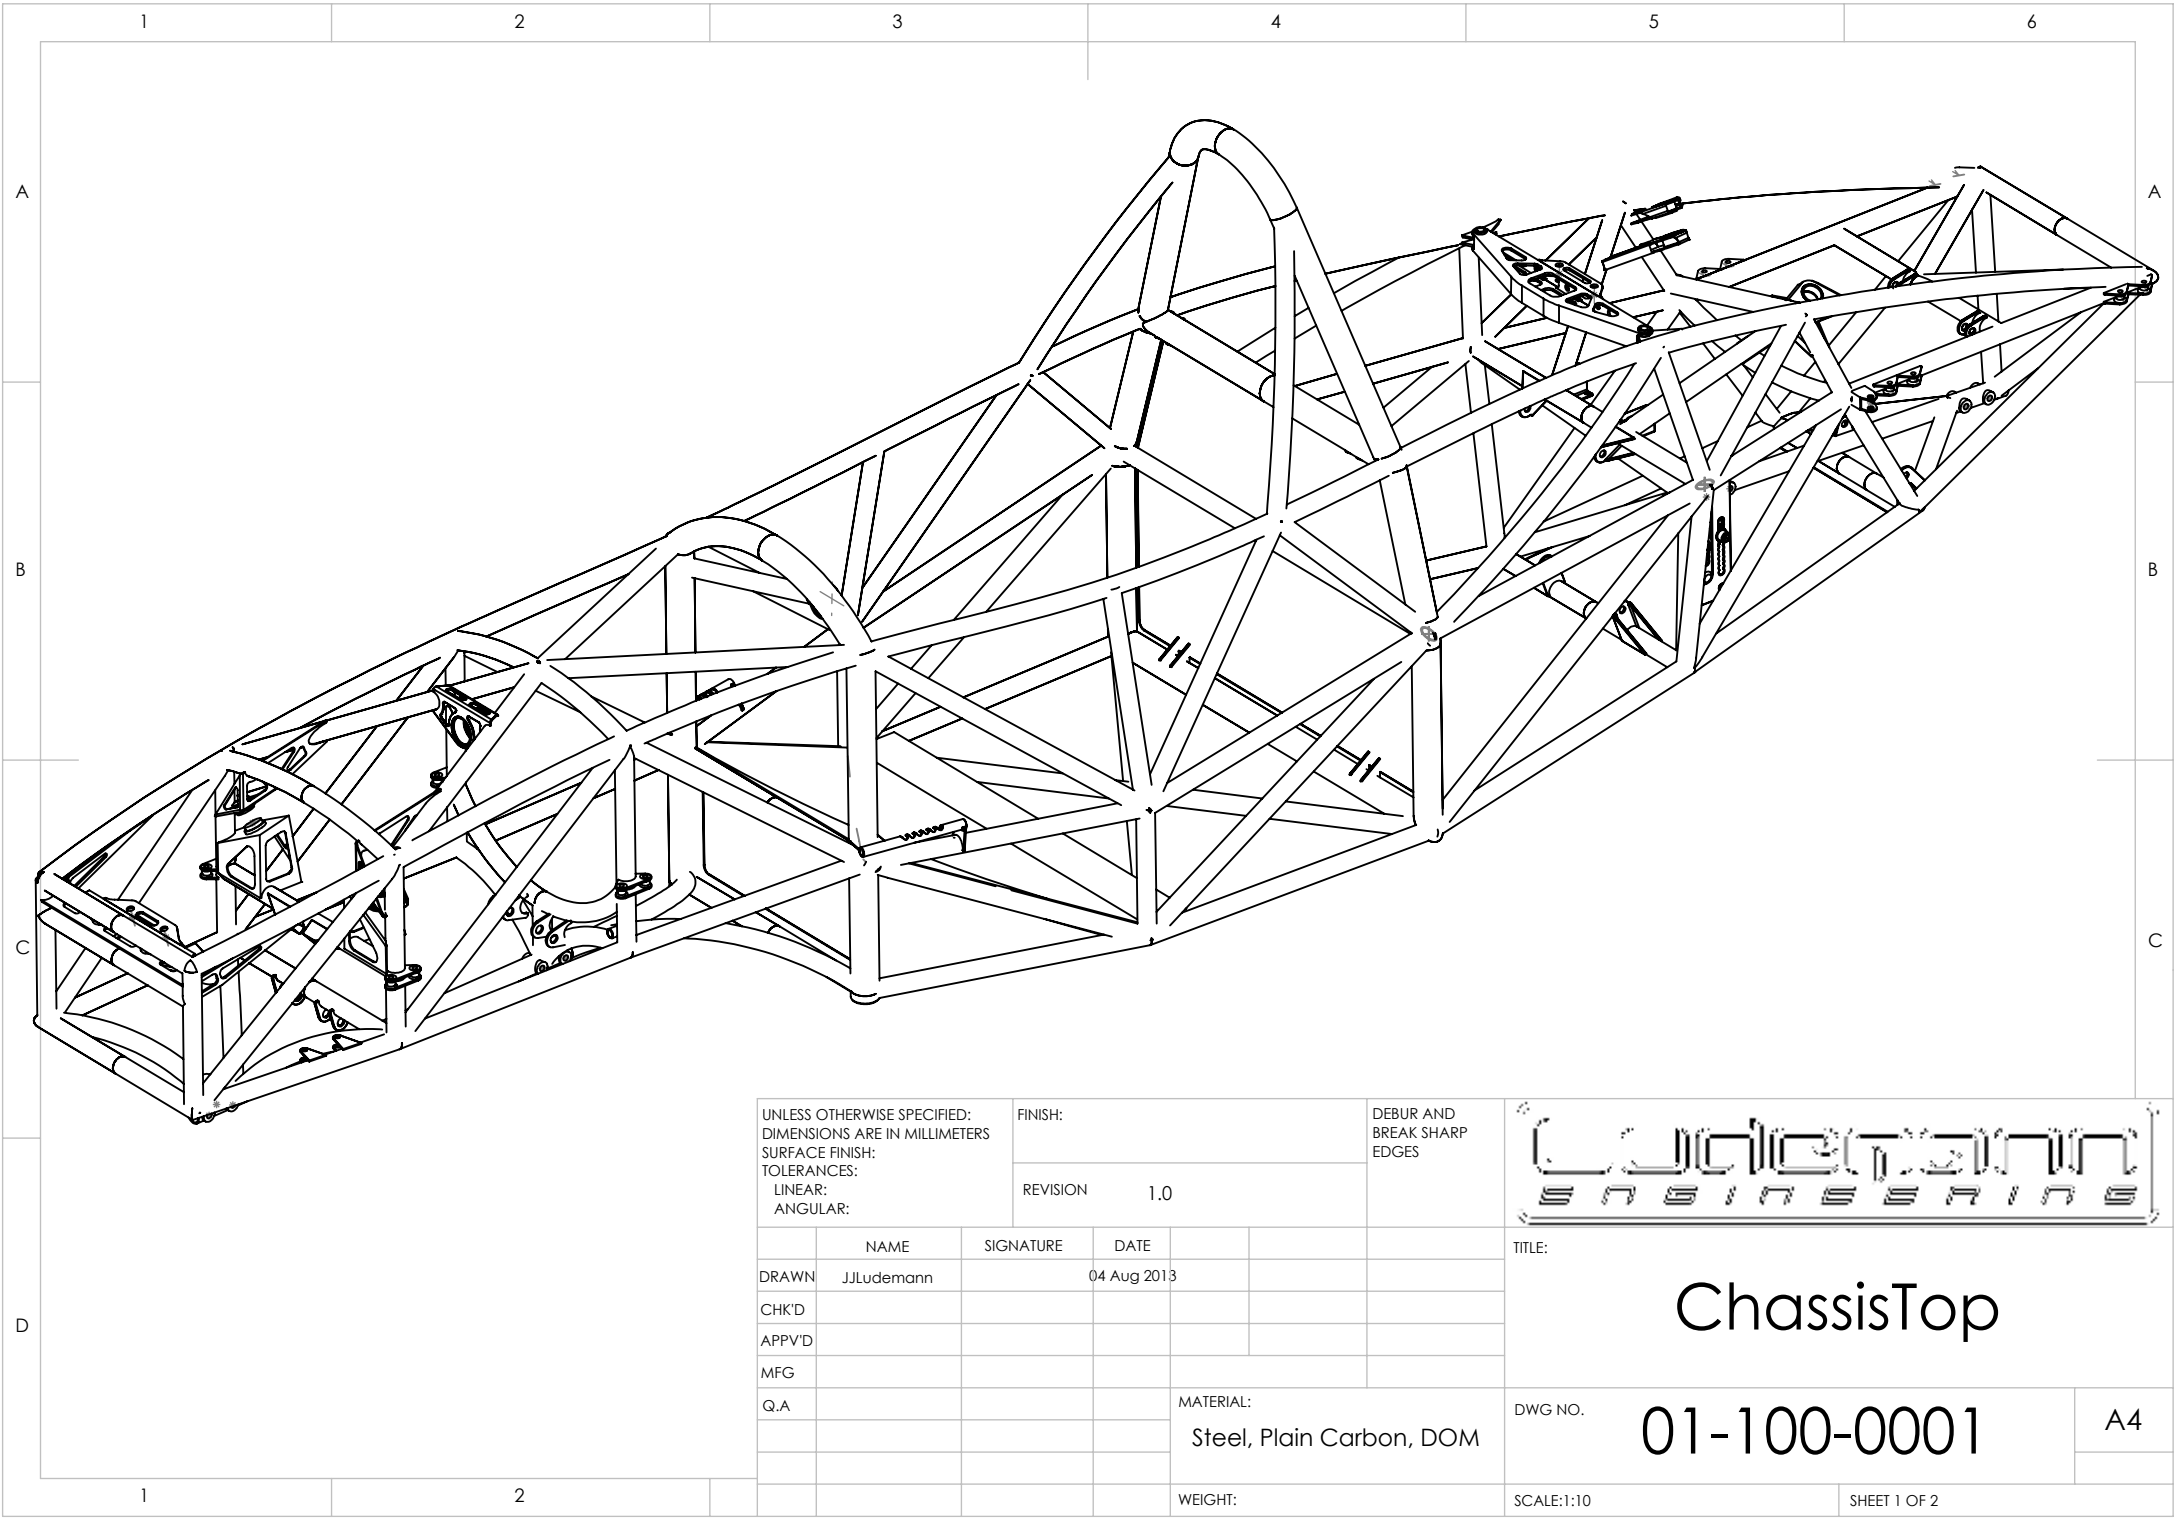 1 2 3 4 5 6
A A
B B
C C
D
1 2
UNLESS OTHERWISE SPECIFIED:
DIMENSIONS ARE IN MILLIMETERS
SURFACE FINISH:
TOLERANCES:
LINEAR:
ANGULAR:
FINISH:
REVISION 1.0
DEBUR AND
BREAK SHARP
EDGES
Ludemann
ENGINEERING
NAME SIGNATURE DATE
DRAWN JJLudemann 04 Aug 2013
CHK'D
APPV'D
MFG
Q.A
TITLE:
ChassisTop
MATERIAL:
Steel, Plain Carbon, DOM
DWG NO. 01-100-0001
A4
WEIGHT:
SCALE:1:10
SHEET 1 OF 2